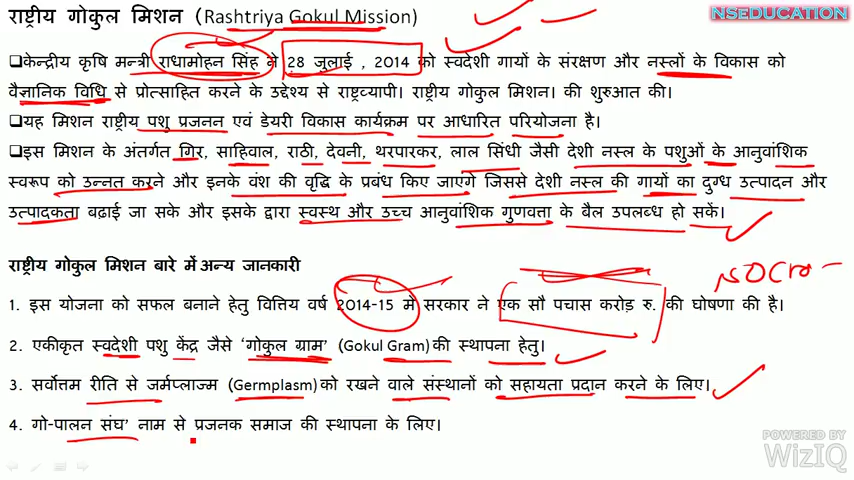 राष्ट्रीय गोकुल मिशन (Rashtriya Gokul Mission)
NSEDUCATION
❑केन्द्रीय कृषि मन्त्री राधामोहन सिंह ने 28 जुलाई , 2014 को स्वदेशी गायों के संरक्षण और नस्लों के विकास को
वैज्ञानिक विधि से प्रोत्साहित करने के उद्देश्य से राष्ट्रव्यापी। राष्ट्रीय गोकुल मिशन। की शुरुआत की।
❑यह मिशन राष्ट्रीय पशु प्रजनन एवं डेयरी विकास कार्यक्रम पर आधारित परियोजना है।
❑इस मिशन के अंतर्गत गिर, साहिवाल, राठी, देवनी, थरपारकर, लाल सिंधी जैसी देशी नस्ल के पशुओं के आनुवांशिक
स्वरूप को उन्नत करने और इनके वंश की वृद्धि के प्रबंध किए जाएगे जिससे देशी नस्ल की गायों का दुग्ध उत्पादन और
उत्पादकता बढ़ाई जा सके और इसके द्वारा स्वस्थ और उच्च आनुवांशिक गुणवत्ता के बैल उपलब्ध हो सकें।
राष्ट्रीय गोकुल मिशन बारे में अन्य जानकारी
1. इस योजना को सफल बनाने हेतु वित्तिय वर्ष 2014-15 में सरकार ने एक सौ पचास करोड़ रु. की घोषणा की है।
2. एकीकृत स्वदेशी पशु केंद्र जैसे 'गोकुल ग्राम' (Gokul Gram) की स्थापना हेतु।
3. सर्वोत्तम रीति से जर्मप्लाज्म (Germplasm) को रखने वाले संस्थानों को सहायता प्रदान करने के लिए।
4. गो-पालन संघ' नाम से प्रजनक समाज की स्थापना के लिए।
POWERED BY
WizIQ